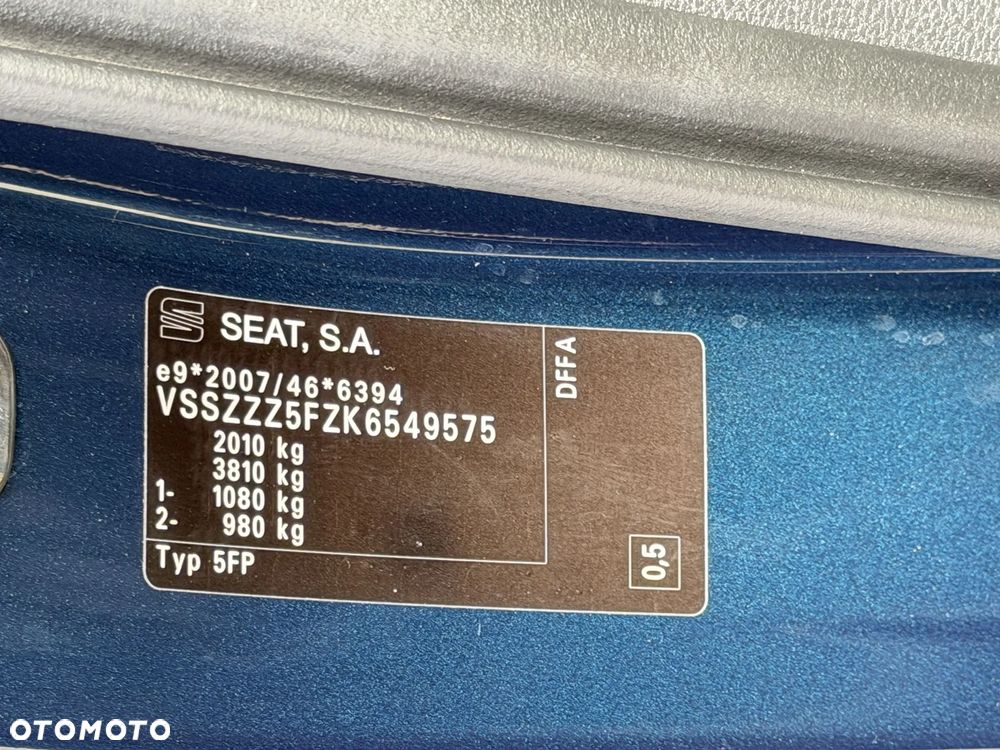 SEAT, S.A.
e9*2007/46*6394
VSSZZZ5FZK6549575
2010 kg
3810 kg
1- 1080 kg
2- 980 kg
Typ 5FP
DFFA
0,5
OTOMOTO